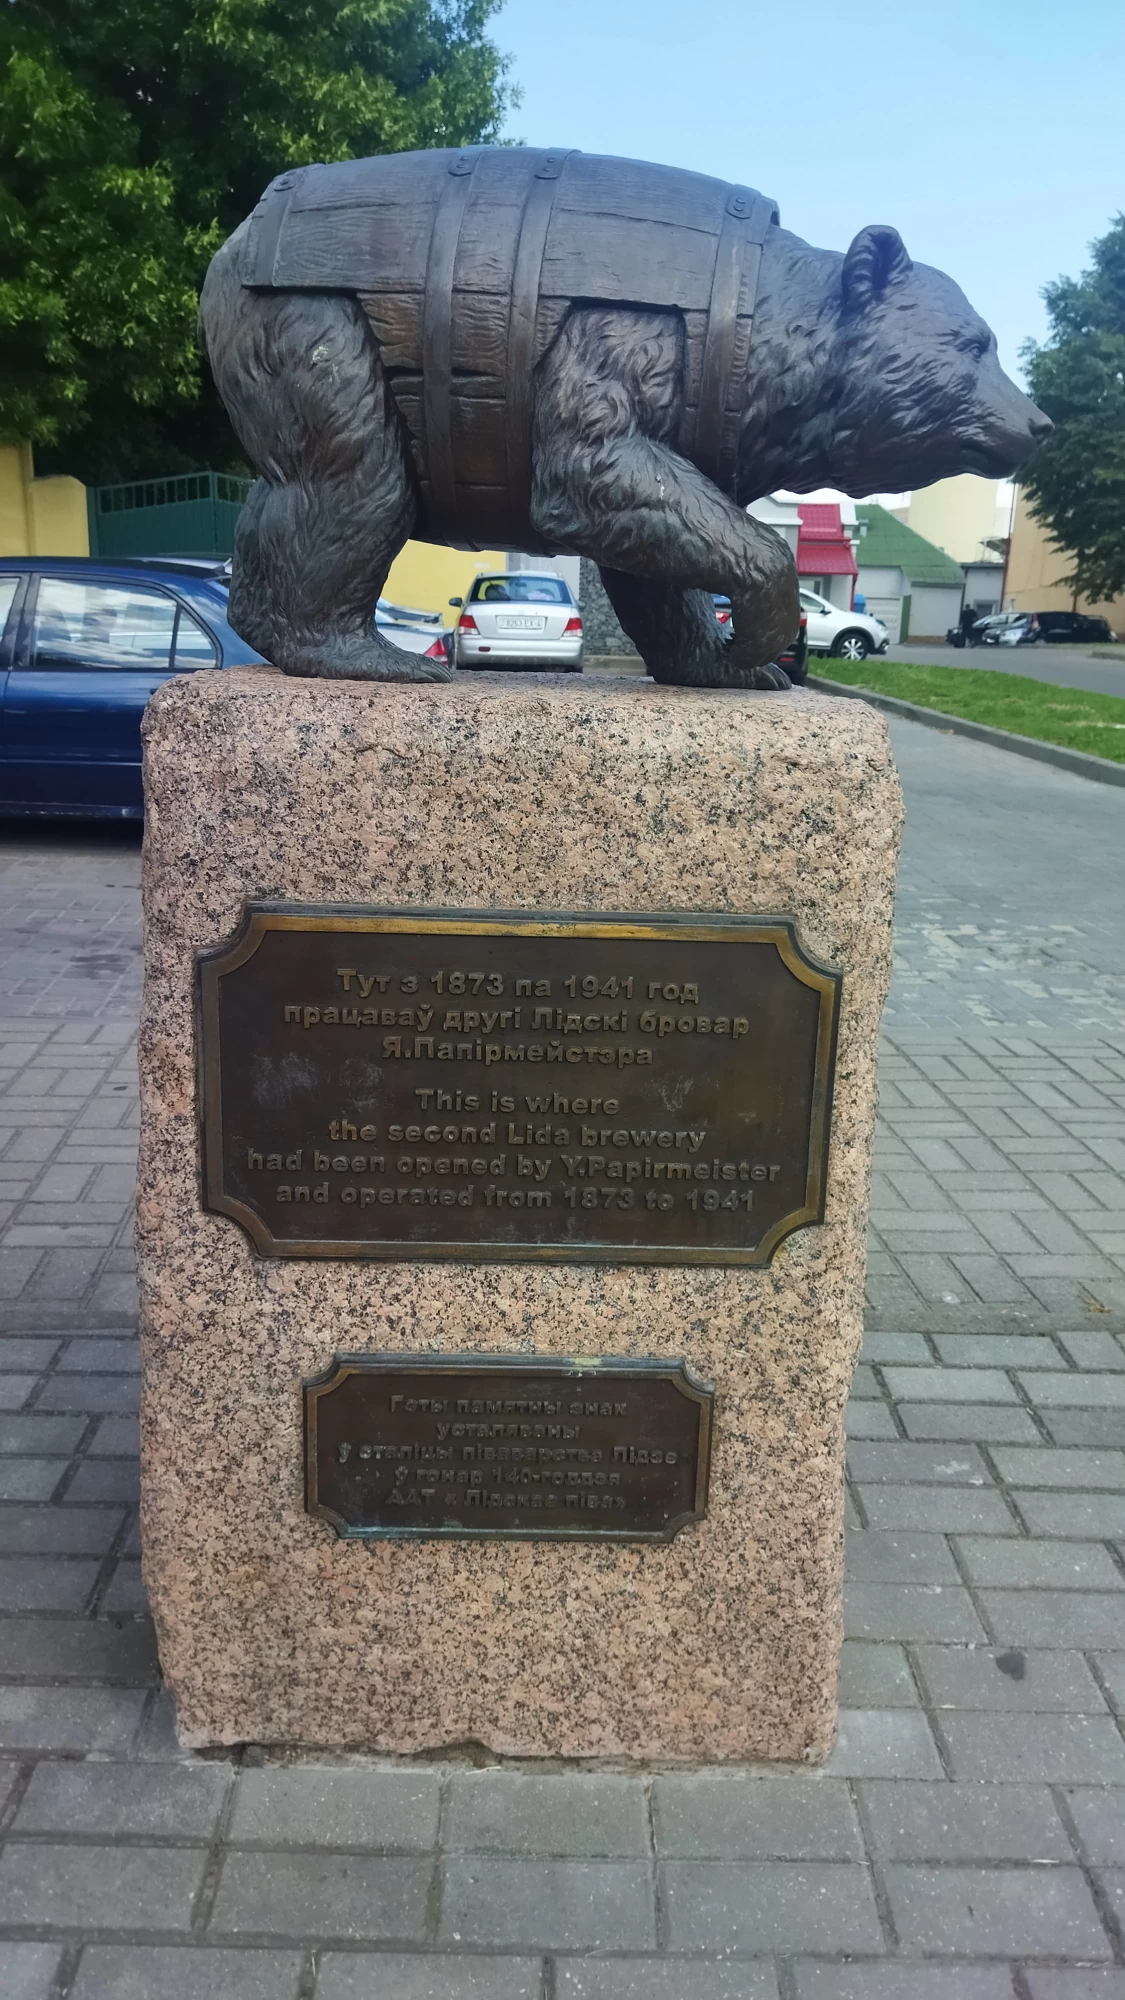 Тут з 1873 па 1941 год
працаваў другі Лідскі бровар
Я.Папірмейстэра
This is where
the second Lida brewery
had been opened by Y.Papirmeister
and operated from 1873 to 1941
Гэты памятны знак
усталяваны
ў сталіцы піваварства Лідзе
ў гонар 140-годдзя
ААТ « Лідскае піва»